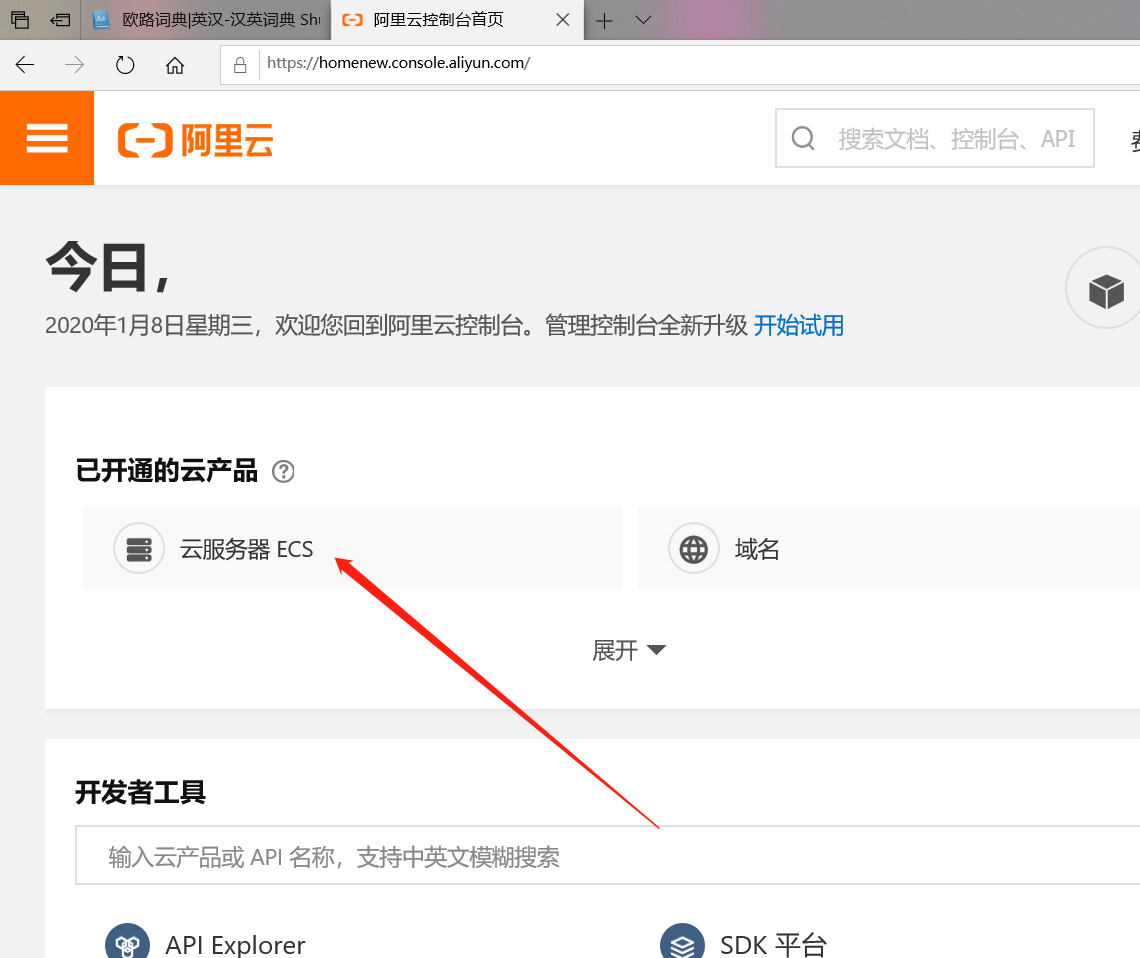 欧路词典|英汉-汉英词典 Shu
阿里云控制台首页
https://homenew.console.aliyun.com/
阿里云
搜索文档、控制台、API
今日,
2020年1月8日星期三，欢迎您回到阿里云控制台。管理控制台全新升级 开始试用
已开通的云产品 ?
云服务器 ECS
域名
展开
开发者工具
输入云产品或 API 名称，支持中英文模糊搜索
API Explorer
SDK 平台